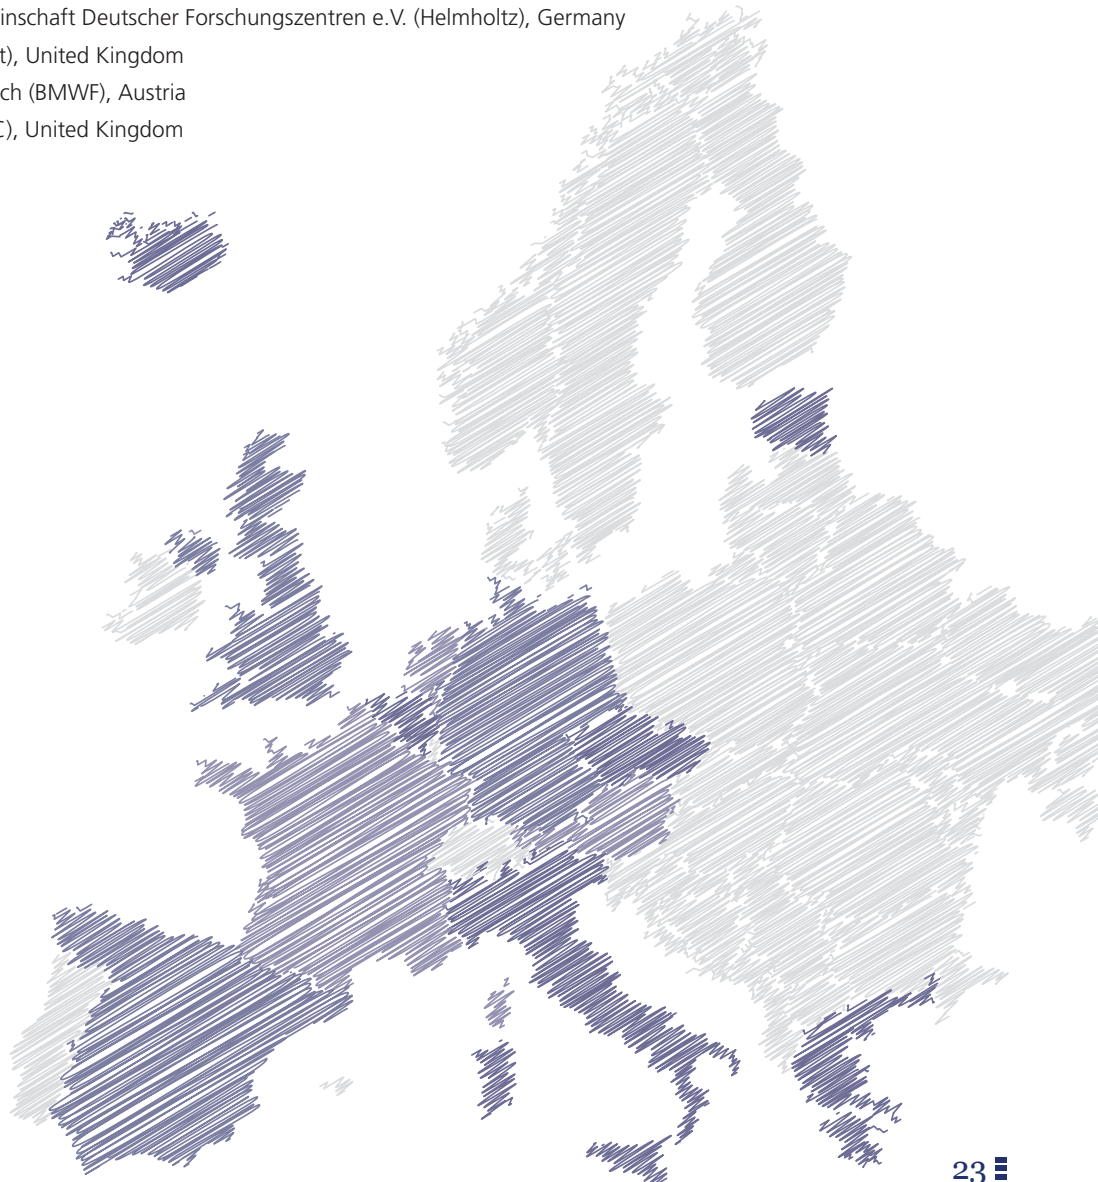 inschaft Deutscher Forschungszentren e.V. (Helmholtz), Germany
t), United Kingdom
ch (BMWF), Austria
C), United Kingdom
23